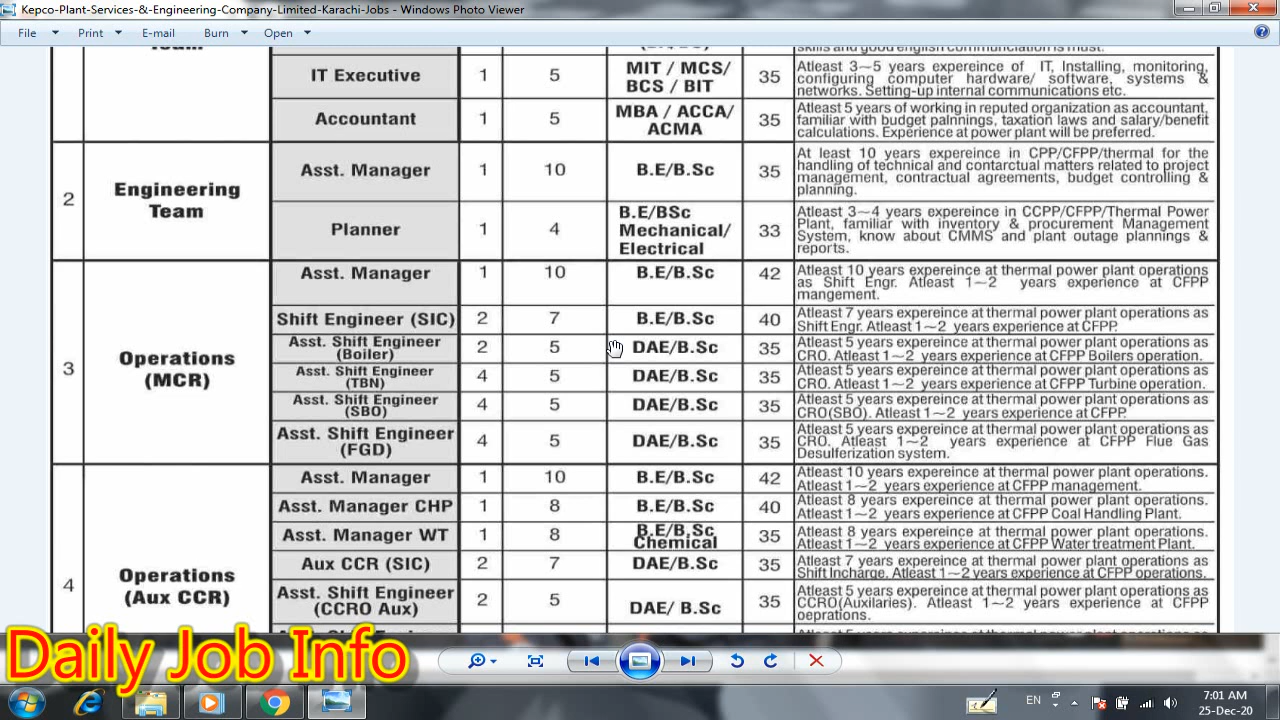 Kepco-Plant-Services-&-Engineering-Company-Limited-Karachi-Jobs - Windows Photo Viewer
File Print E-mail Burn Open
Team
skills and good english communciation is must.
IT Executive 1 5 MIT / MCS/ BCS / BIT 35
Atleast 3~5 years expereince of IT, Installing, monitoring,
configuring computer hardware/ software, systems &
networks. Setting-up internal communications etc.
Accountant 1 5 MBA / ACCA/ ACMA 35
Atleast 5 years of working in reputed organization as accountant,
familiar with budget palnnings, taxation laws and salary/benefit
calculations. Experience at power plant will be preferred.
2 Engineering Team
Asst. Manager 1 10 B.E/B.Sc 35
At least 10 years expereince in CPP/CFPP/thermal for the
handling of technical and contarctual matters related to project
management, contractual agreements, budget controlling &
planning.
Planner 1 4 B.E/BSc Mechanical/ Electrical 33
Atleast 3~4 years expereince in CCPP/CFPP/Thermal Power
Plant, familiar with inventory & procurement Management
System, know about CMMS and plant outage plannings &
reports.
3 Operations (MCR)
Asst. Manager 1 10 B.E/B.Sc 42
Atleast 10 years expereince at thermal power plant operations
as Shift Engr. Atleast 1~2 years experience at CFPP
mangement.
Shift Engineer (SIC) 2 7 B.E/B.Sc 40
Atleast 7 years expereince at thermal power plant operations as
Shift Engr. Atleast 1~2 years experience at CFPP.
Asst. Shift Engineer (Boiler) 2 5 DAE/B.Sc 35
Atleast 5 years expereince at thermal power plant operations as
CRO. Atleast 1~2 years experience at CFPP Boilers operation.
Asst. Shift Engineer (TBN) 4 5 DAE/B.Sc 35
Atleast 5 years expereince at thermal power plant operations as
CRO. Atleast 1~2 years experience at CFPP Turbine operation.
Asst. Shift Engineer (SBO) 4 5 DAE/B.Sc 35
Atleast 5 years expereince at thermal power plant operations as
CRO(SBO). Atleast 1~2 years experience at CFPP.
Asst. Shift Engineer (FGD) 4 5 DAE/B.Sc 35
Atleast 5 years expereince at thermal power plant operations as
CRO. Atleast 1~2 years experience at CFPP Flue Gas
Desulferization system.
4 Operations (Aux CCR)
Asst. Manager 1 10 B.E/B.Sc 42
Atleast 10 years expereince at thermal power plant operations.
Atleast 1~2 years experience at CFPP management.
Asst. Manager CHP 1 8 B.E/B.Sc 40
Atleast 8 years expereince at thermal power plant operations.
Atleast 1~2 years experience at CFPP Coal Handling Plant.
Asst. Manager WT 1 8 B.E/B.Sc Chemical 35
Atleast 8 years expereince at thermal power plant operations.
Atleast 1~2 years experience at CFPP Water treatment Plant.
Aux CCR (SIC) 2 7 DAE/B.Sc 35
Atleast 7 years expereince at thermal power plant operations as
Shift Incharge. Atleast 1~2 years experience at CFPP operations.
Asst. Shift Engineer (CCRO Aux) 2 5 DAE/ B.Sc 35
Atleast 5 years expereince at thermal power plant operations as
CCRO(Auxilaries). Atleast 1~2 years experience at CFPP
oeprations.
Daily Job Info
EN
7:01 AM
25-Dec-20